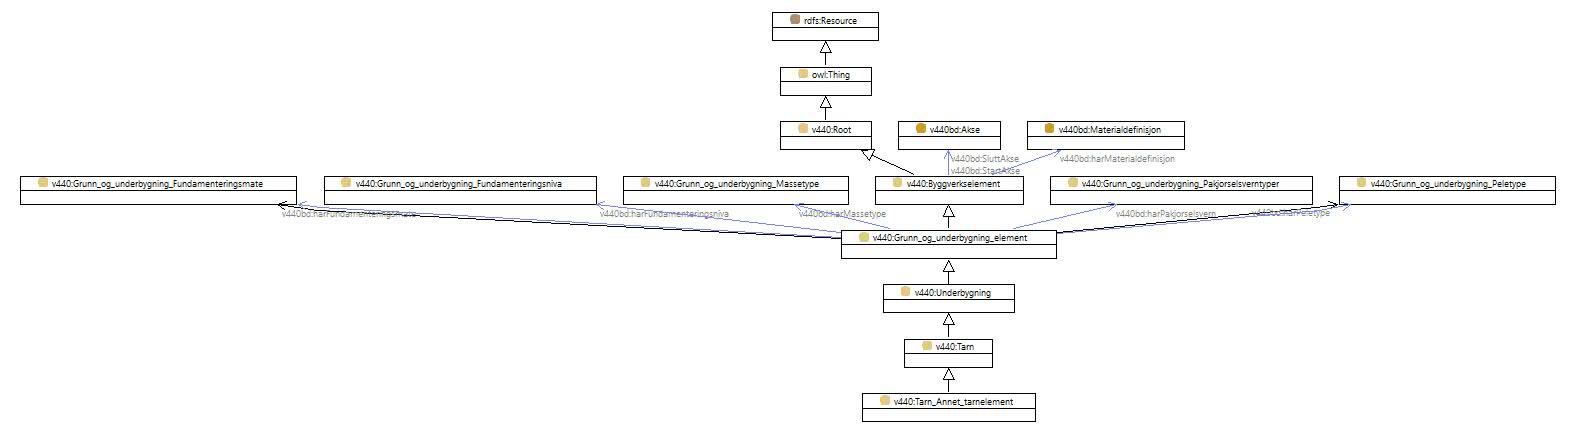 rdfs:Resource
owl:Thing
v440:Root
v440bd:Akse
v440bd:Materialdefinisjon
v440bd:SluttAkse
v440bd:harMaterialdefinisjon
v440bd:StartAkse
v440:Grunn_og_underbygning_Fundamenteringsmate
v440:Grunn_og_underbygning_Fundamenteringsniva
v440:Grunn_og_underbygning_Massetype
v440:Byggverkselement
v440:Grunn_og_underbygning_Pakjorselsverntyper
v440:Grunn_og_underbygning_Peletype
v440bd:harFundamenteringsmate
v440bd:harFundamenteringsniva
v440bd:harMassetype
v440bd:harPakjorselsvern
v440bd:harPeletype
v440:Grunn_og_underbygning_element
v440:Underbygning
v440:Tarn
v440:Tarn_Annet_tarnelement